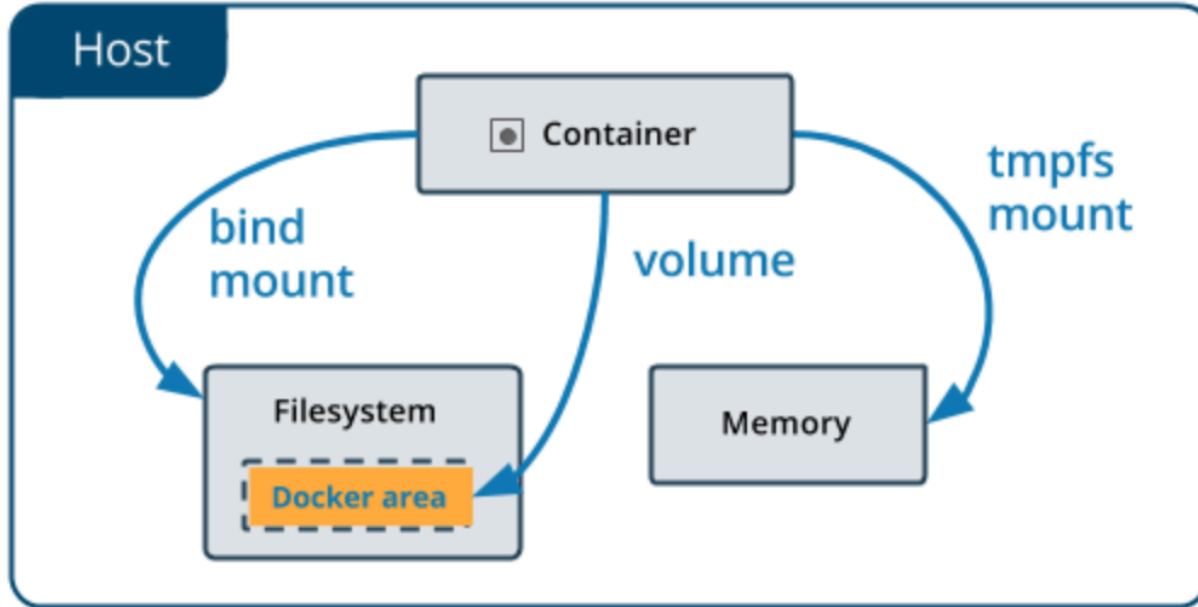 Host
Container
tmpfs
mount
bind
mount
volume
Filesystem
Memory
Docker area